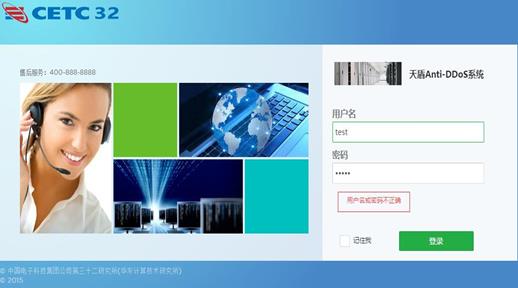 CETC 32
售后服务：400-888-8888
天盾Anti-DDoS系统
用户名
test
密码
•••••
用户名或密码不正确
记住我
登录
© 中国电子科技集团公司第三十二研究所(华东计算技术研究所)
© 2015